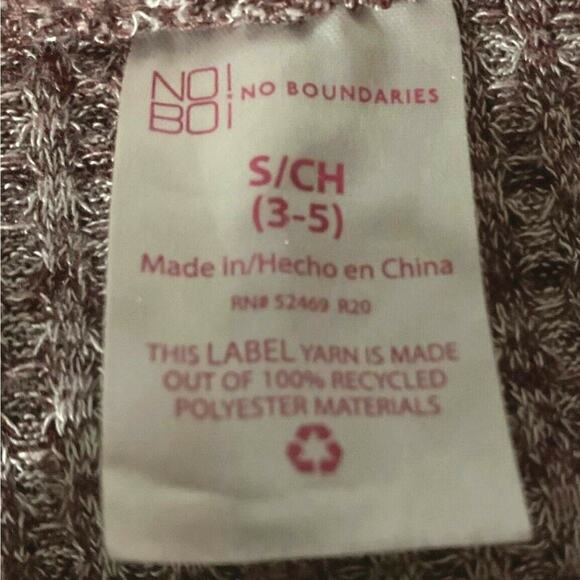 NO!
BO¡
NO BOUNDARIES
S/CH
(3-5)
Made in/Hecho en China
RN# 52469 R20
THIS LABEL YARN IS MADE
OUT OF 100% RECYCLED
POLYESTER MATERIALS